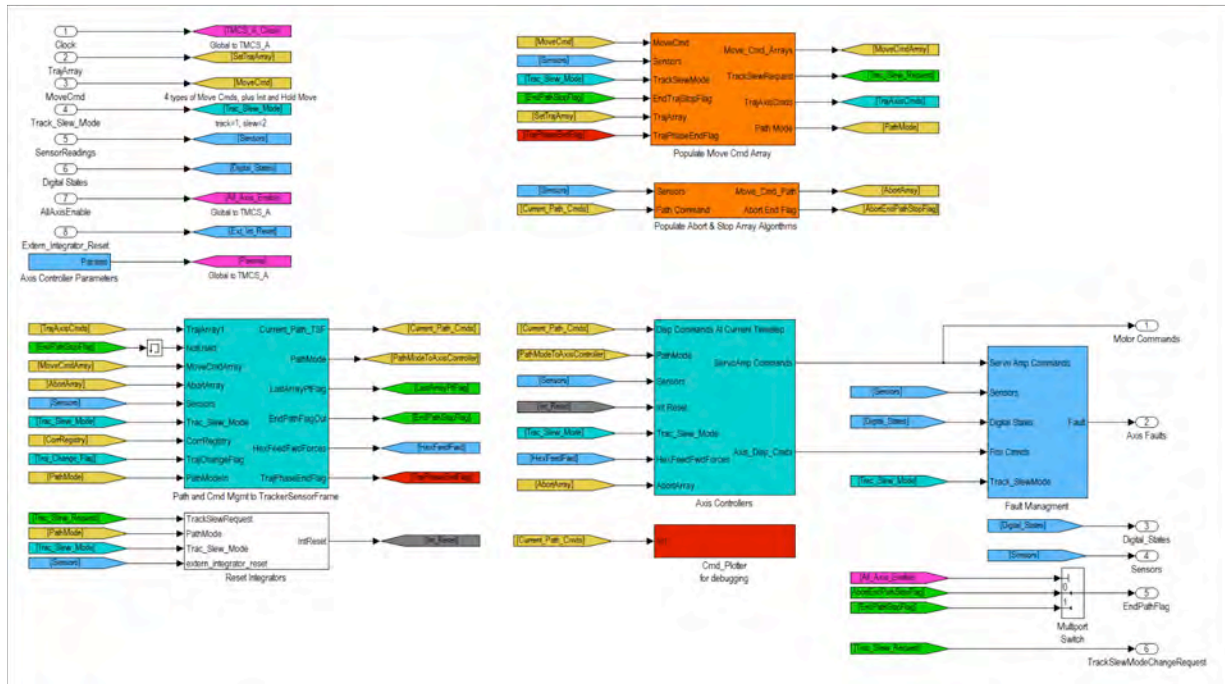 1
[TMCS_A_Clock]
Clock
Global to TMCS_A
2
[SetTrajArray]
TrajArray
3
[MoveCmd]
MoveCmd
4 types of Move Cmds, plus Init and Hold Move
4
[Trac_Slew_Mode]
Track_Slew_Mode
track=1, slew=2
5
[Sensors]
SensorReadings
6
[Digital_States]
Digital States
7
[All_Axis_Enable]
AllAxisEnable
Global to TMCS_A
8
[Ext_Int_Reset]
Extern_Integrator_Reset
Params
[Params]
Axis Controller Parameters
Global to TMCS_A
[MoveCmd]
[Sensors]
[Trac_Slew_Mode]
[EndPathStopFlag]
[SetTrajArray]
[TrajPhaseEndFlag]
MoveCmd
Sensors
TrackSlewMode
EndTrajStopFlag
TrajArray
TrajPhaseEndFlag
Move_Cmd_Arrays
TrackSlewRequest
TrajAxisCmds
Path Mode
Populate Move Cmd Array
[MoveCmdArray]
[Trac_Slew_Request]
[TrajAxisCmds]
[PathMode]
[Sensors]
[Current_Path_Cmds]
Sensors
Path Command
Move_Cmd_Path
Abort End Flag
Populate Abort & Stop Array Algorithms
[AbortArray]
[AbortEndPathStopFlag]
[TrajAxisCmds]
[EndPathStopFlag]
[MoveCmdArray]
[AbortArray]
[Sensors]
[Trac_Slew_Mode]
[CorrRegistry]
[Traj_Change_Flag]
[PathMode]
TrajArray1
NotEnabl
MoveCmdArray
AbortArray
Sensors
Trac_Slew_Mode
CorrRegistry
TrajChangeFlag
PathModeIn
Current_Path_TSF
PathMode
LastArrayPtFlag
EndPathFlagOut
HexFeedFwdForces
TrajPhaseEndFlag
Path and Cmd Mgmt to TrackerSensorFrame
[Current_Path_Cmds]
[PathModeToAxisController]
[LastArrayPtFlag]
[EndPathStopFlag]
[HexFeedFwd]
[TrajPhaseEndFlag]
[Trac_Slew_Request]
[PathMode]
[Trac_Slew_Mode]
[Sensors]
TrackSlewRequest
PathMode
Trac_Slew_Mode
extern_integrator_reset
IntReset
Reset Integrators
[Int_Reset]
[Current_Path_Cmds]
[PathModeToAxisController]
[Sensors]
[Int_Reset]
[Trac_Slew_Mode]
[HexFeedFwd]
[AbortArray]
Disp Commands At Current Timestep
PathMode
Sensors
Int Reset
Trac_Slew_Mode
HexFeedFwdForces
AbortArray
ServoAmp Commands
Axis_Disp_Cmds
Axis Controllers
[Current_Path_Cmds]
Cmd_Plotter
for debugging
[Sensors]
[Digital_States]
[Trac_Slew_Mode]
Servo Amp Commands
Sensors
Digital States
Pos Cmnds
Track_SlewMode
Fault
Fault Managment
1
Motor Commands
2
Axis Faults
[Digital_States]
3
Digital_States
[Sensors]
4
Sensors
[All_Axis_Enable]
[AbortEndPathStopFlag]
[EndPathStopFlag]
0
1
Multiport
Switch
5
EndPathFlag
[Trac_Slew_Request]
6
TrackSlewModeChangeRequest